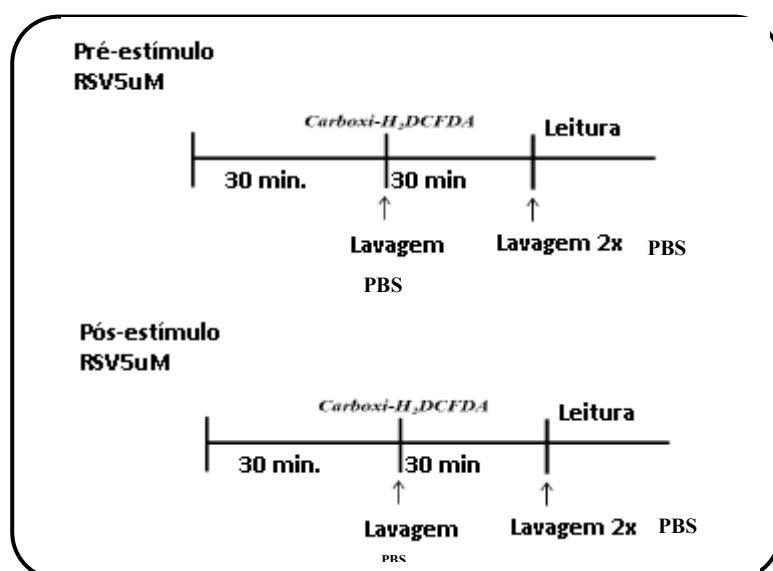 Pré-estímulo
RSV5uM
Carboxi-H₂DCFDA
Leitura
30 min.
30 min
Lavagem
Lavagem 2x
PBS
PBS
Pós-estímulo
RSV5uM
Carboxi-H₂DCFDA
Leitura
30 min.
30 min
Lavagem
Lavagem 2x
PBS
PBS